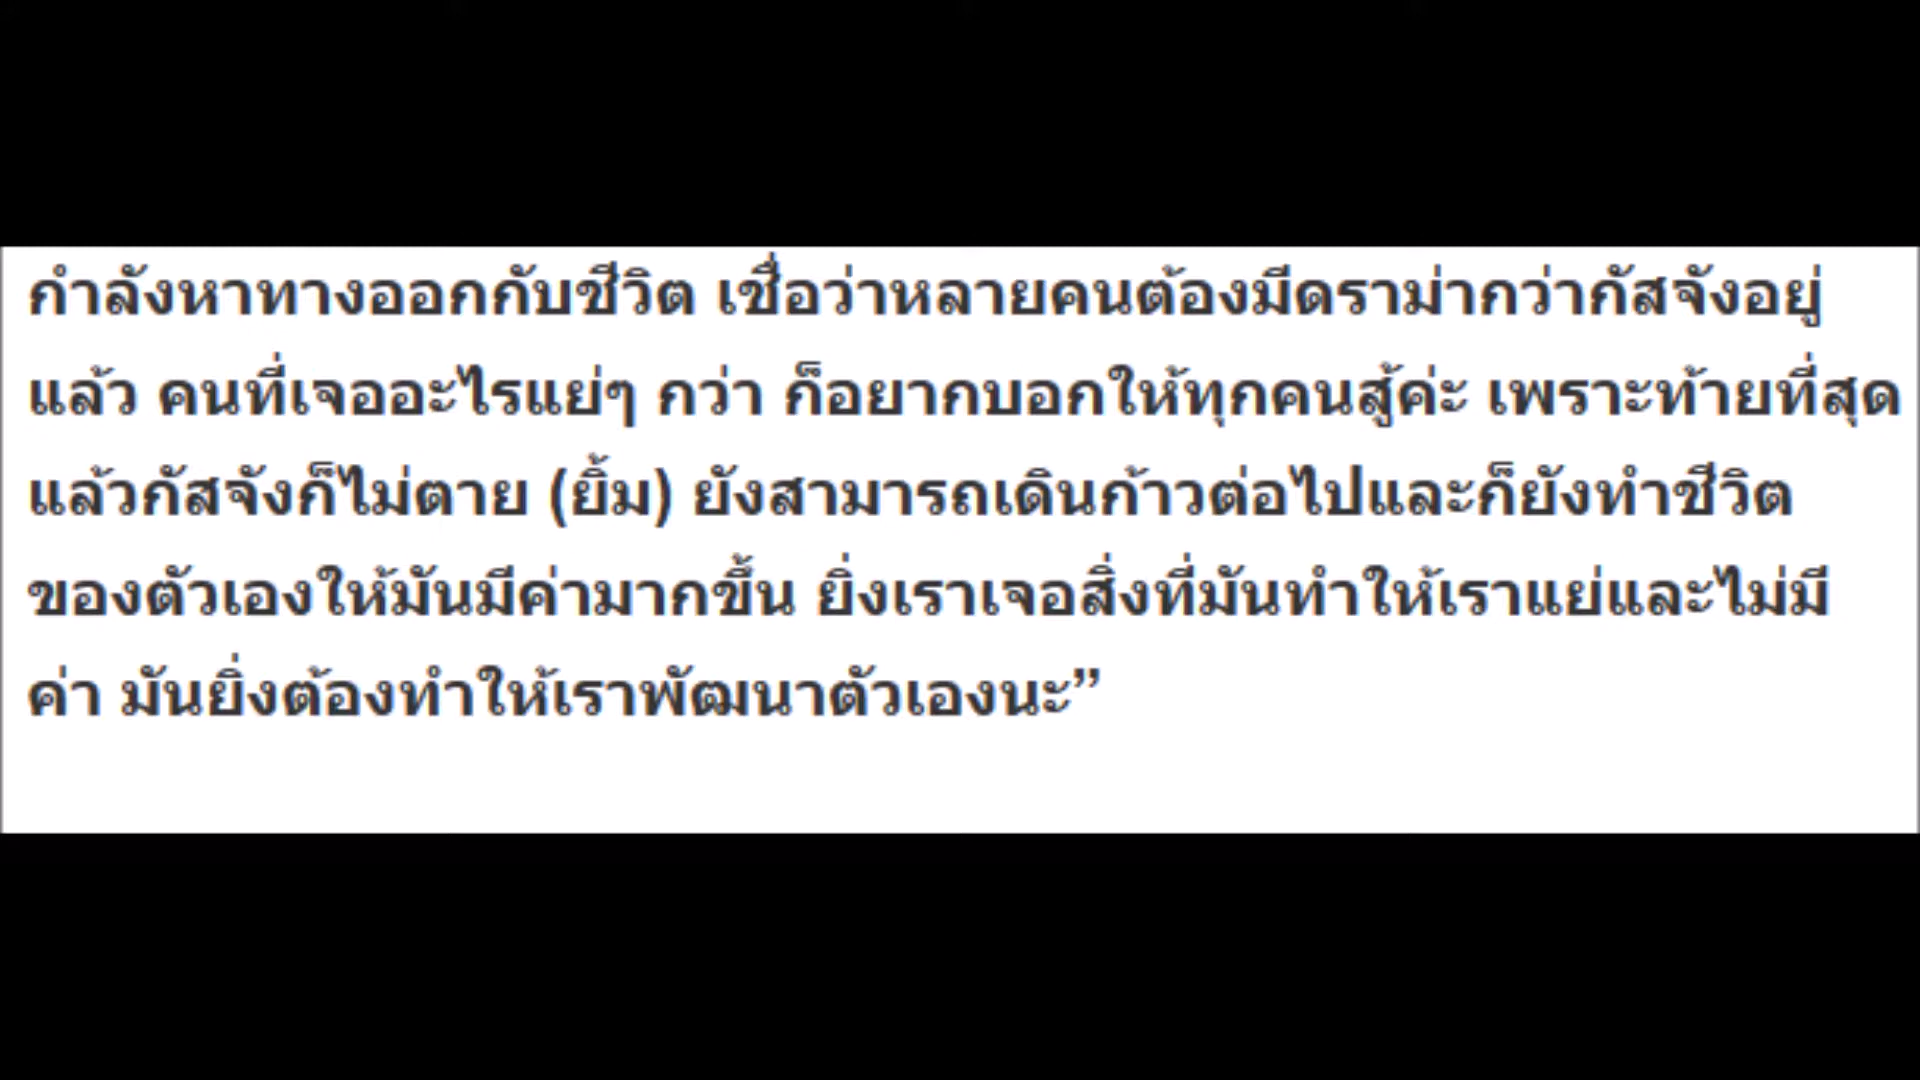 กำลังหาทางออกกับชีวิต เชื่อว่าหลายคนต้องมีดราม่ากว่ากัสจังอยู่
แล้ว คนที่เจออะไรแย่ๆ กว่า ก็อยากบอกให้ทุกคนสู้ค่ะ เพราะท้ายที่สุด
แล้วกัสจังก็ไม่ตาย (ยิ้ม) ยังสามารถเดินก้าวต่อไปและก็ยังทำชีวิต
ของตัวเองให้มันมีค่ามากขึ้น ยิ่งเราเจอสิ่งที่มันทำให้เราแย่และไม่มี
ค่า มันยิ่งต้องทำให้เราพัฒนาตัวเองนะ”